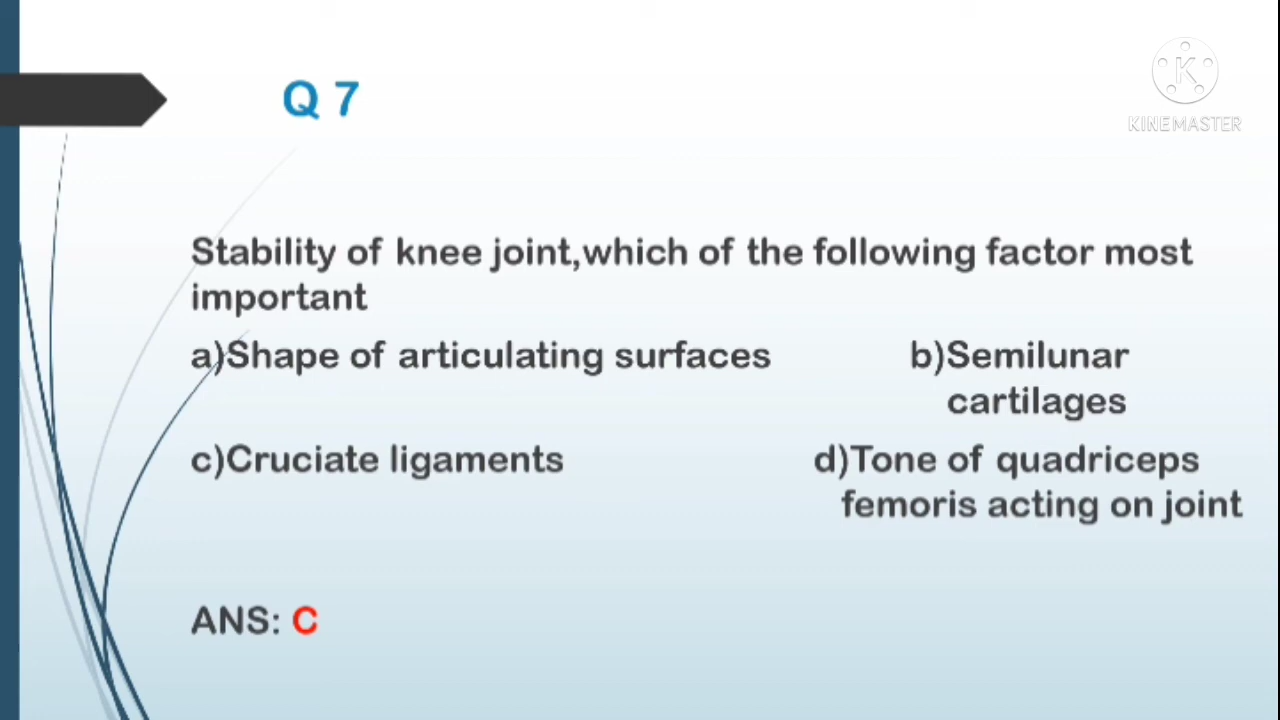 Q 7
K
KINEMASTER
Stability of knee joint,which of the following factor most
important
a)Shape of articulating surfaces b)Semilunar
cartilages
c)Cruciate ligaments d)Tone of quadriceps
femoris acting on joint
ANS: C